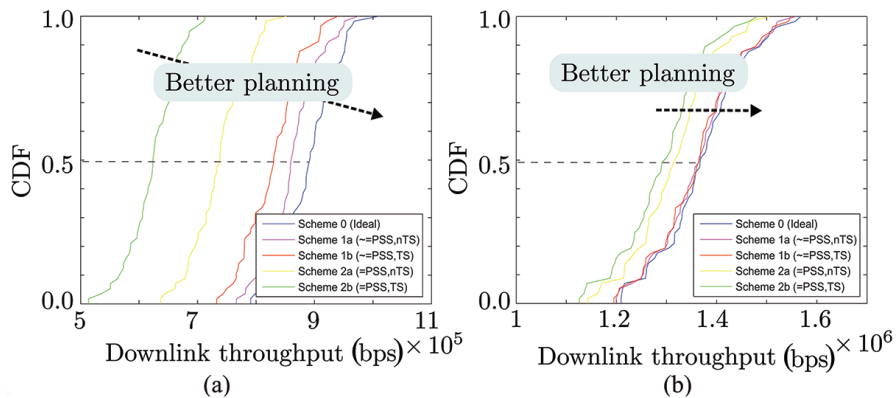 1.0
Better planning
CDF
0.5
Scheme 0 (Ideal)
Scheme 1a (~=PSS,nTS)
Scheme 1b (~=PSS,TS)
Scheme 2a (=PSS,nTS)
Scheme 2b (=PSS,TS)
0.0
5 7 9 11
Downlink throughput (bps) × 10^5
(a)
1.0
Better planning
CDF
0.5
Scheme 0 (Ideal)
Scheme 1a (~=PSS,nTS)
Scheme 1b (~=PSS,TS)
Scheme 2a (=PSS,nTS)
Scheme 2b (=PSS,TS)
0.0
1 1.2 1.4 1.6
Downlink throughput (bps) × 10^6
(b)